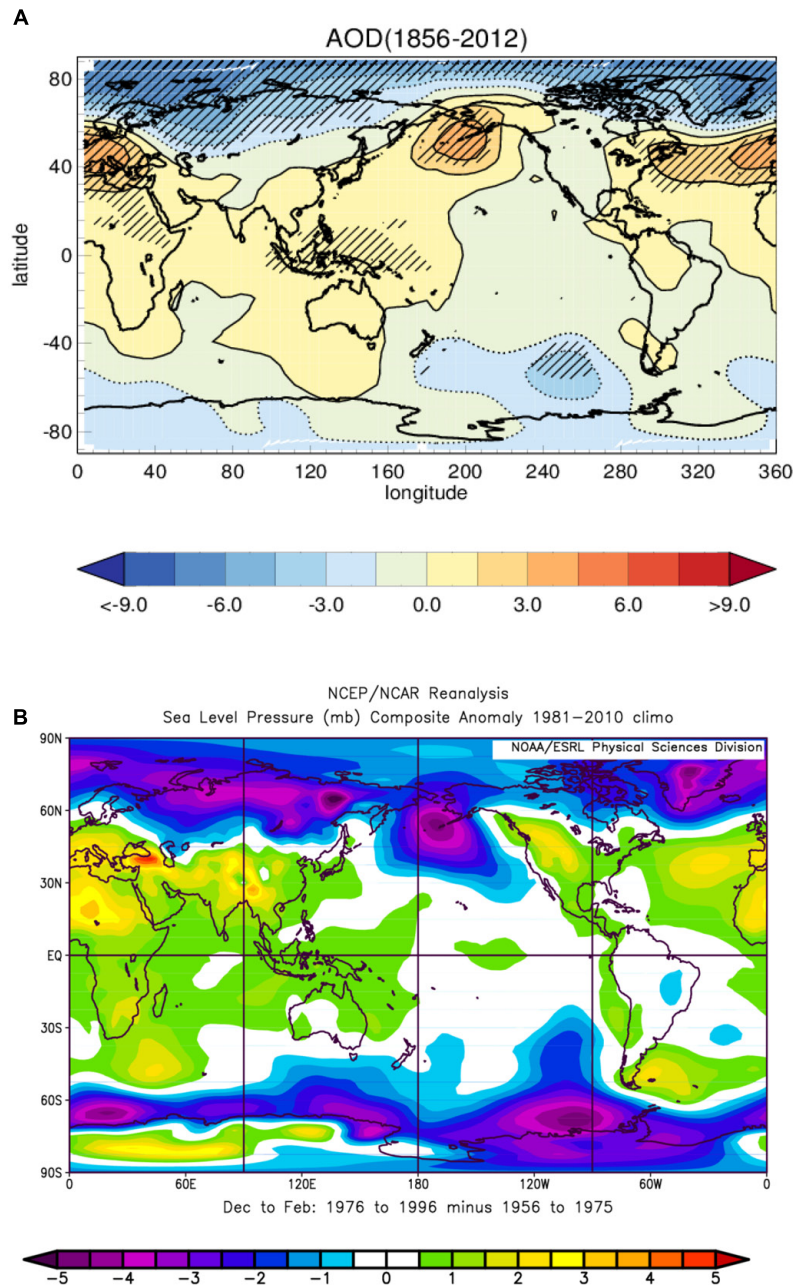 A
AOD(1856-2012)
80
40
0
-40
-80
latitude
0 40 80 120 160 200 240 280 320 360
longitude
<-9.0 -6.0 -3.0 0.0 3.0 6.0 >9.0
NCEP/NCAR Reanalysis
B
Sea Level Pressure (mb) Composite Anomaly 1981-2010 climo
NOAA/ESRL Physical Sciences Division
90N
60N
30N
EQ
30S
60S
90S
0 60E 120E 180 120W 60W 0
Dec to Feb: 1976 to 1996 minus 1956 to 1975
-5 -4 -3 -2 -1 0 1 2 3 4 5